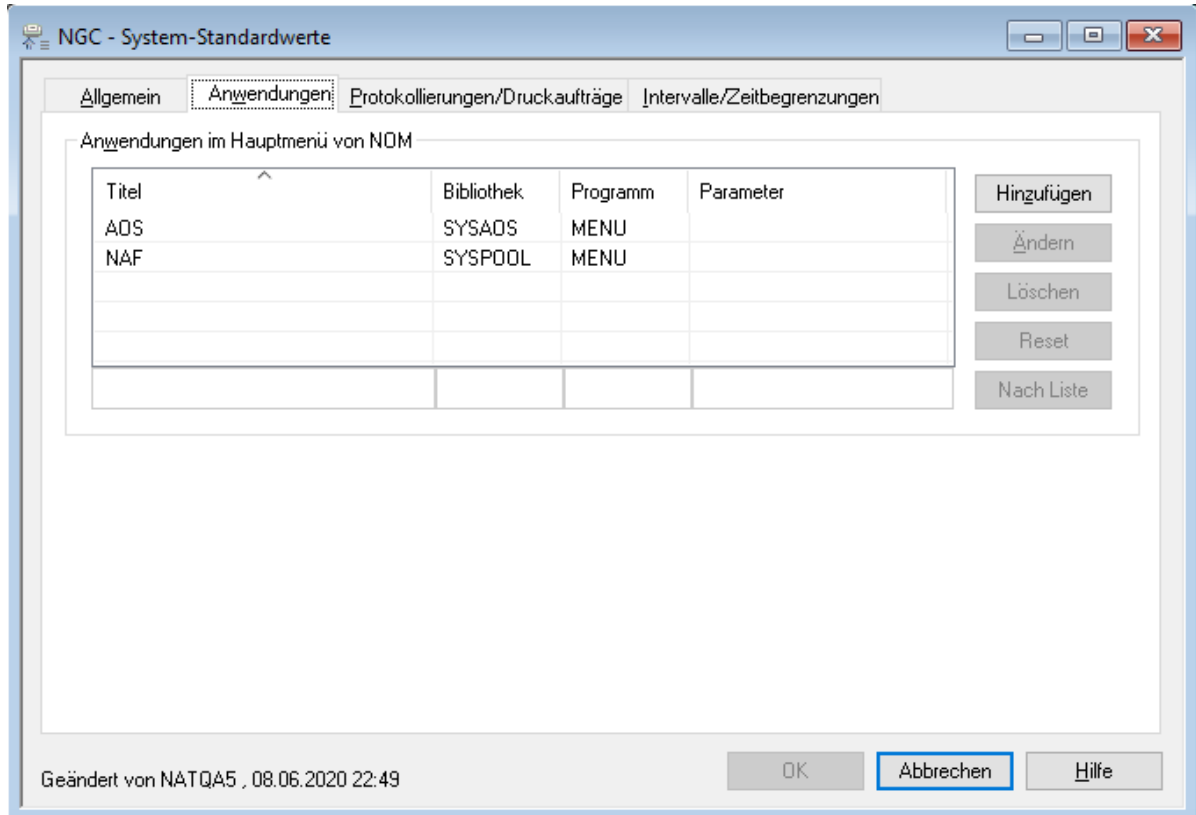 NGC - System-Standardwerte
Allgemein Anwendungen Protokollierungen/Druckaufträge Intervalle/Zeitbegrenzungen
Anwendungen im Hauptmenü von NOM
Titel Bibliothek Programm Parameter
Hinzufügen
AOS SYSAOS MENU
Ändern
NAF SYSPOOL MENU
Löschen
Reset
Nach Liste
Geändert von NATQA5 , 08.06.2020 22:49
OK Abbrechen Hilfe